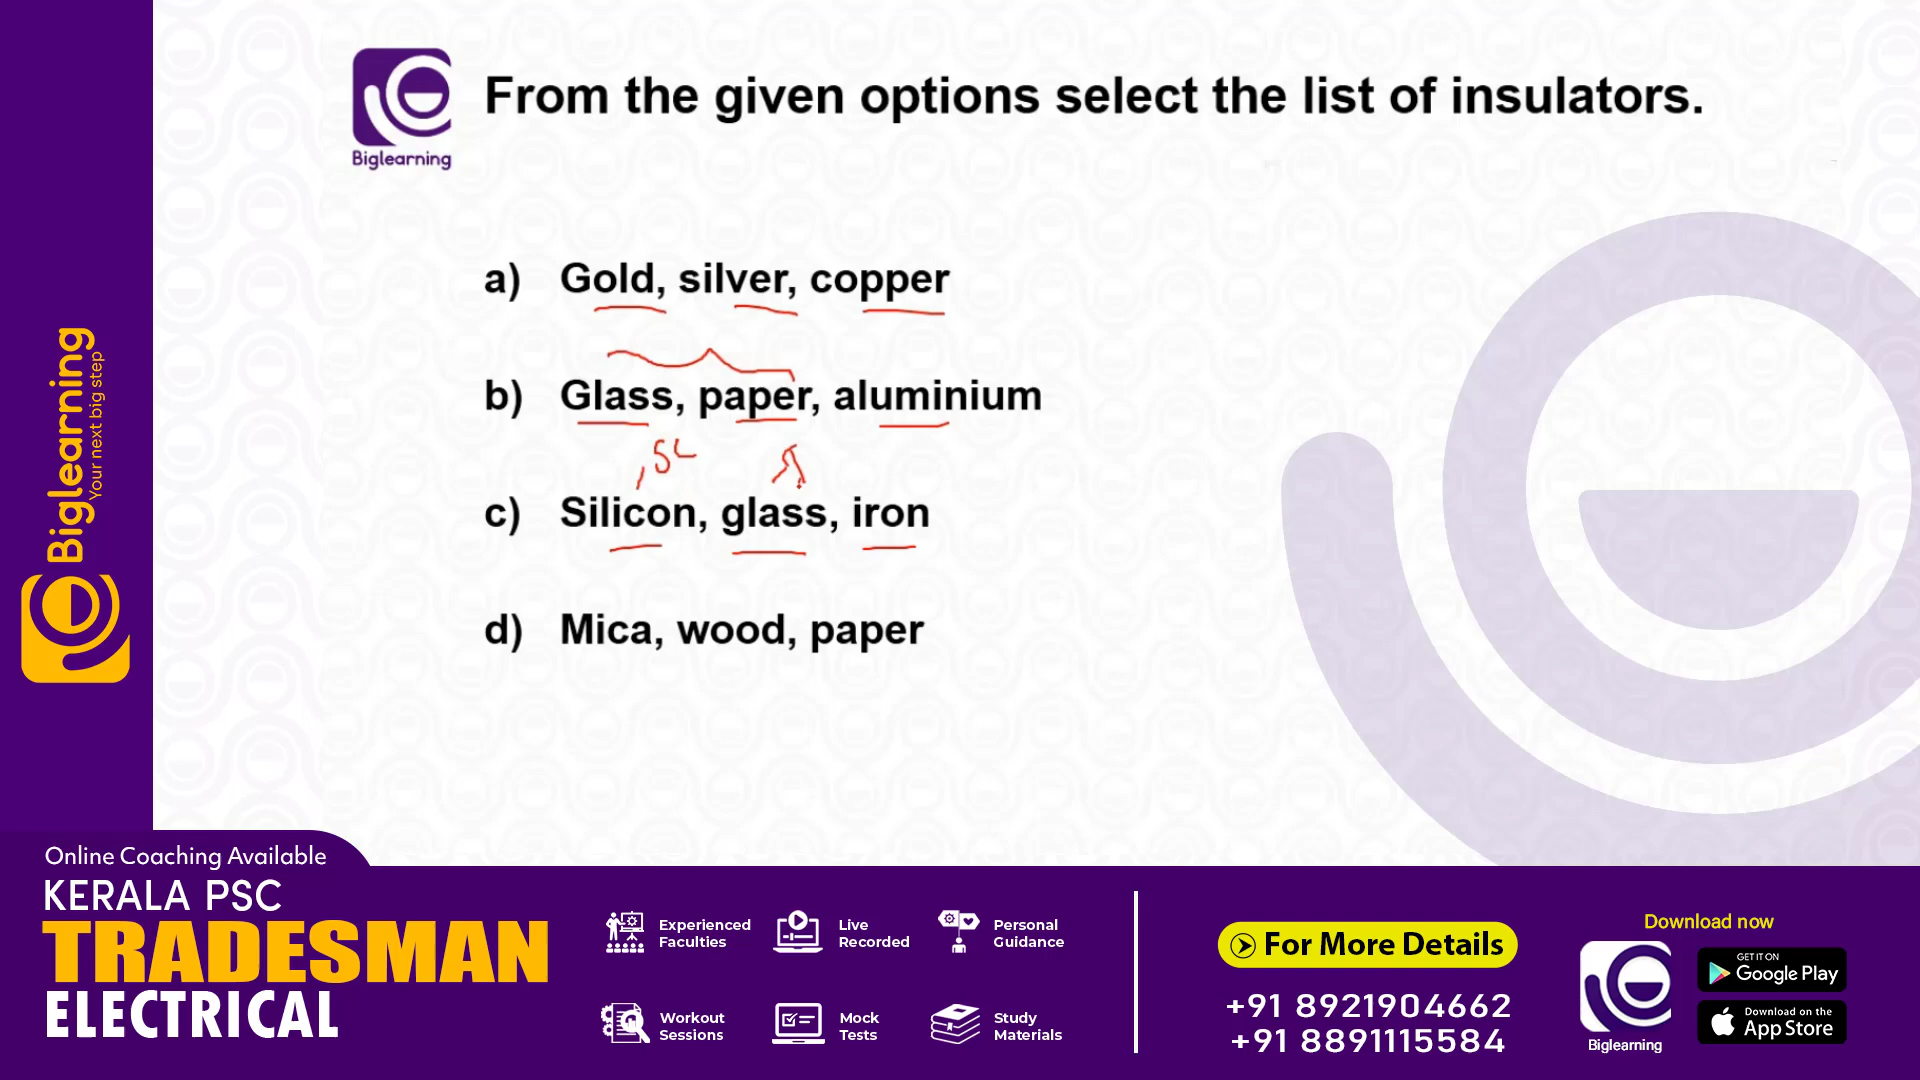 Biglearning
From the given options select the list of insulators.
a) Gold, silver, copper
b) Glass, paper, aluminium
SC
c) Silicon, glass, iron
d) Mica, wood, paper
Biglearning
Your next big step
Online Coaching Available
KERALA PSC
TRADESMAN
ELECTRICAL
Experienced
Faculties
Live
Recorded
Personal
Guidance
Workout
Sessions
Mock
Tests
Study
Materials
For More Details
+91 8921904662
+91 8891115584
Download now
Biglearning
GET IT ON
Google Play
Download on the
App Store